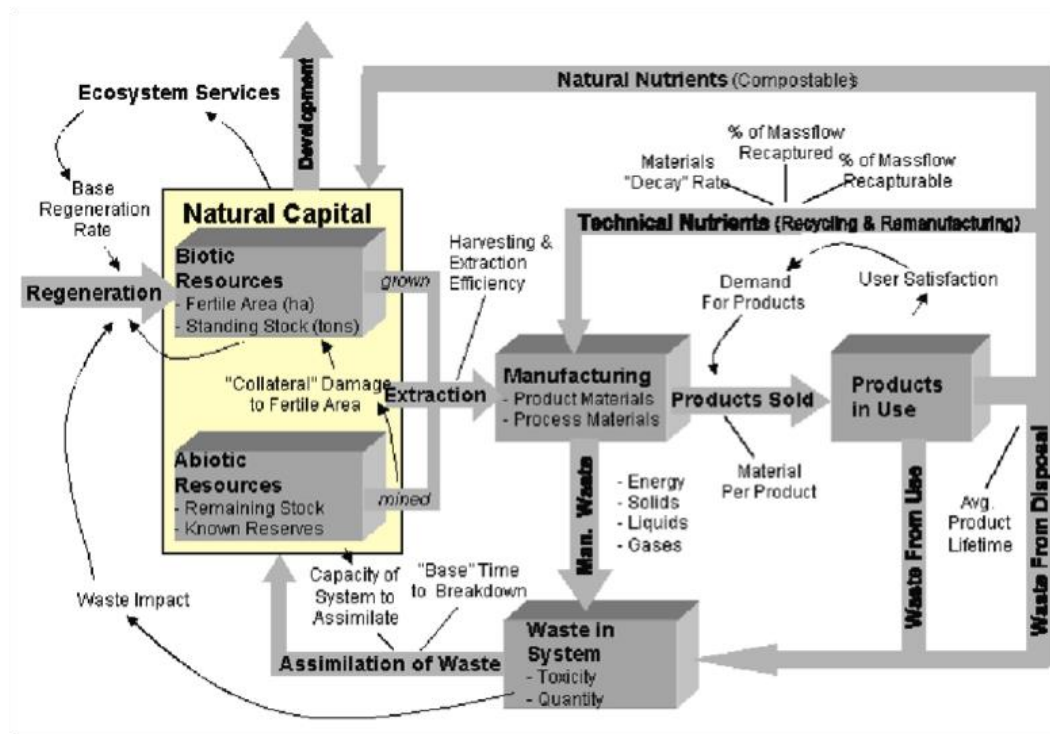 Development
Natural Nutrients (Compostables)
Ecosystem Services
% of Massflow
Recaptured
Materials
"Decay" Rate
% of Massflow
Recapturable
Base
Regeneration
Rate
Natural Capital
Technical Nutrients (Recycling & Remanufacturing)
Biotic
Resources
- Fertile Area (ha)
- Standing Stock (tons)
grown
Harvesting &
Extraction
Efficiency
Demand
For Products
User Satisfaction
Regeneration
"Collateral" Damage
to Fertile Area
Extraction
Manufacturing
- Product Materials
- Process Materials
Products Sold
Products
in Use
Abiotic
Resources
- Remaining Stock
- Known Reserves
mined
Man. Waste
- Energy
- Solids
- Liquids
- Gases
Material
Per Product
Waste From Use
Avg.
Product
Lifetime
Waste From Disposal
Waste Impact
Capacity of
System to
Assimilate
"Base" Time
to Breakdown
Assimilation of Waste
Waste in
System
- Toxicity
- Quantity